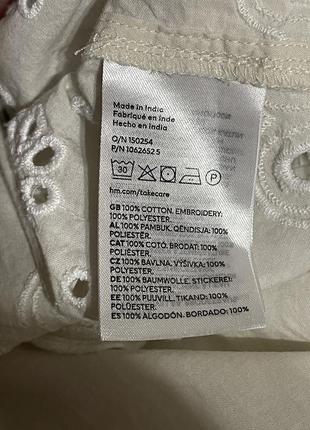 Made in India
Fabriqué en Inde
Hecho en India
O/N 150254
P/N 1062652 5
30 P
hm.com/takecare
GB 100% COTTON. EMBROIDERY: 100%
POLYESTER.
AL 100% PAMBUK. QËNDISJA: 100%
POLIESTËR.
CAT 100% COTÓ. BRODAT: 100%
POLIÈSTER.
CZ 100% BAVLNA. VÝŠIVKA: 100%
POLYESTER.
DE 100% BAUMWOLLE. STICKEREI:
100% POLYESTER.
EE 100% PUUVILL. TIKAND: 100%
POLÜESTER.
ES 100% ALGODÓN. BORDADO: 100%